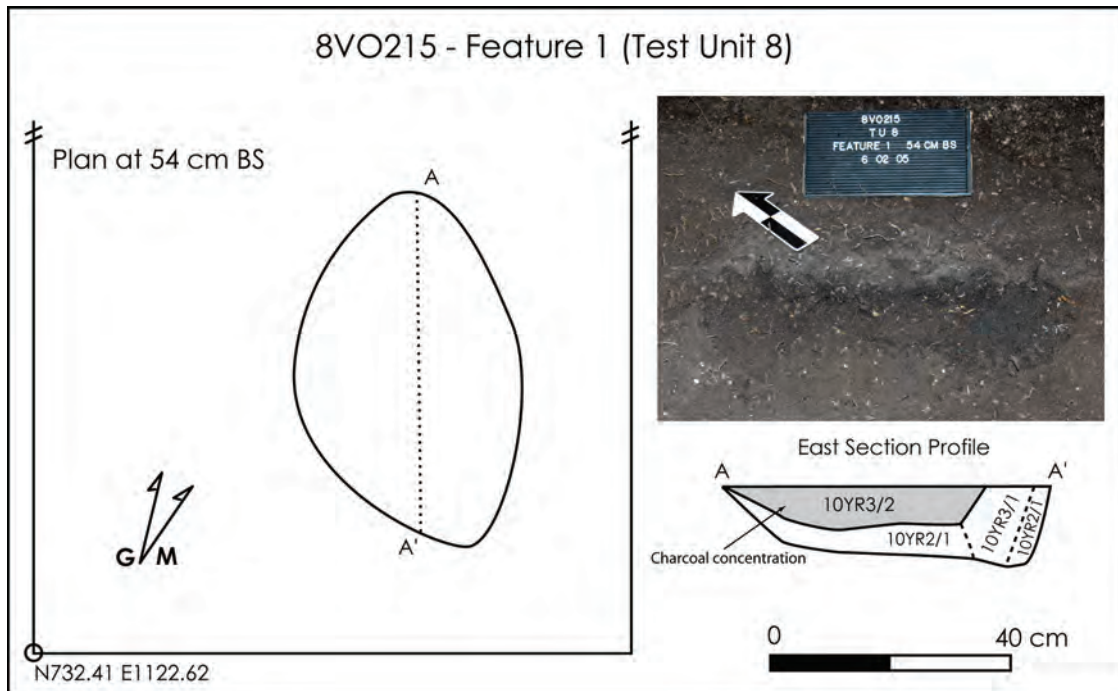 8VO215 - Feature 1 (Test Unit 8)
Plan at 54 cm BS
A
A'
G M
N732.41 E1122.62
8VO215
TU 8
FEATURE 1 54 CM BS
6 02 05
East Section Profile
A A'
10YR3/2
10YR2/1
10YR3/1
10YR2/1
Charcoal concentration
0 40 cm